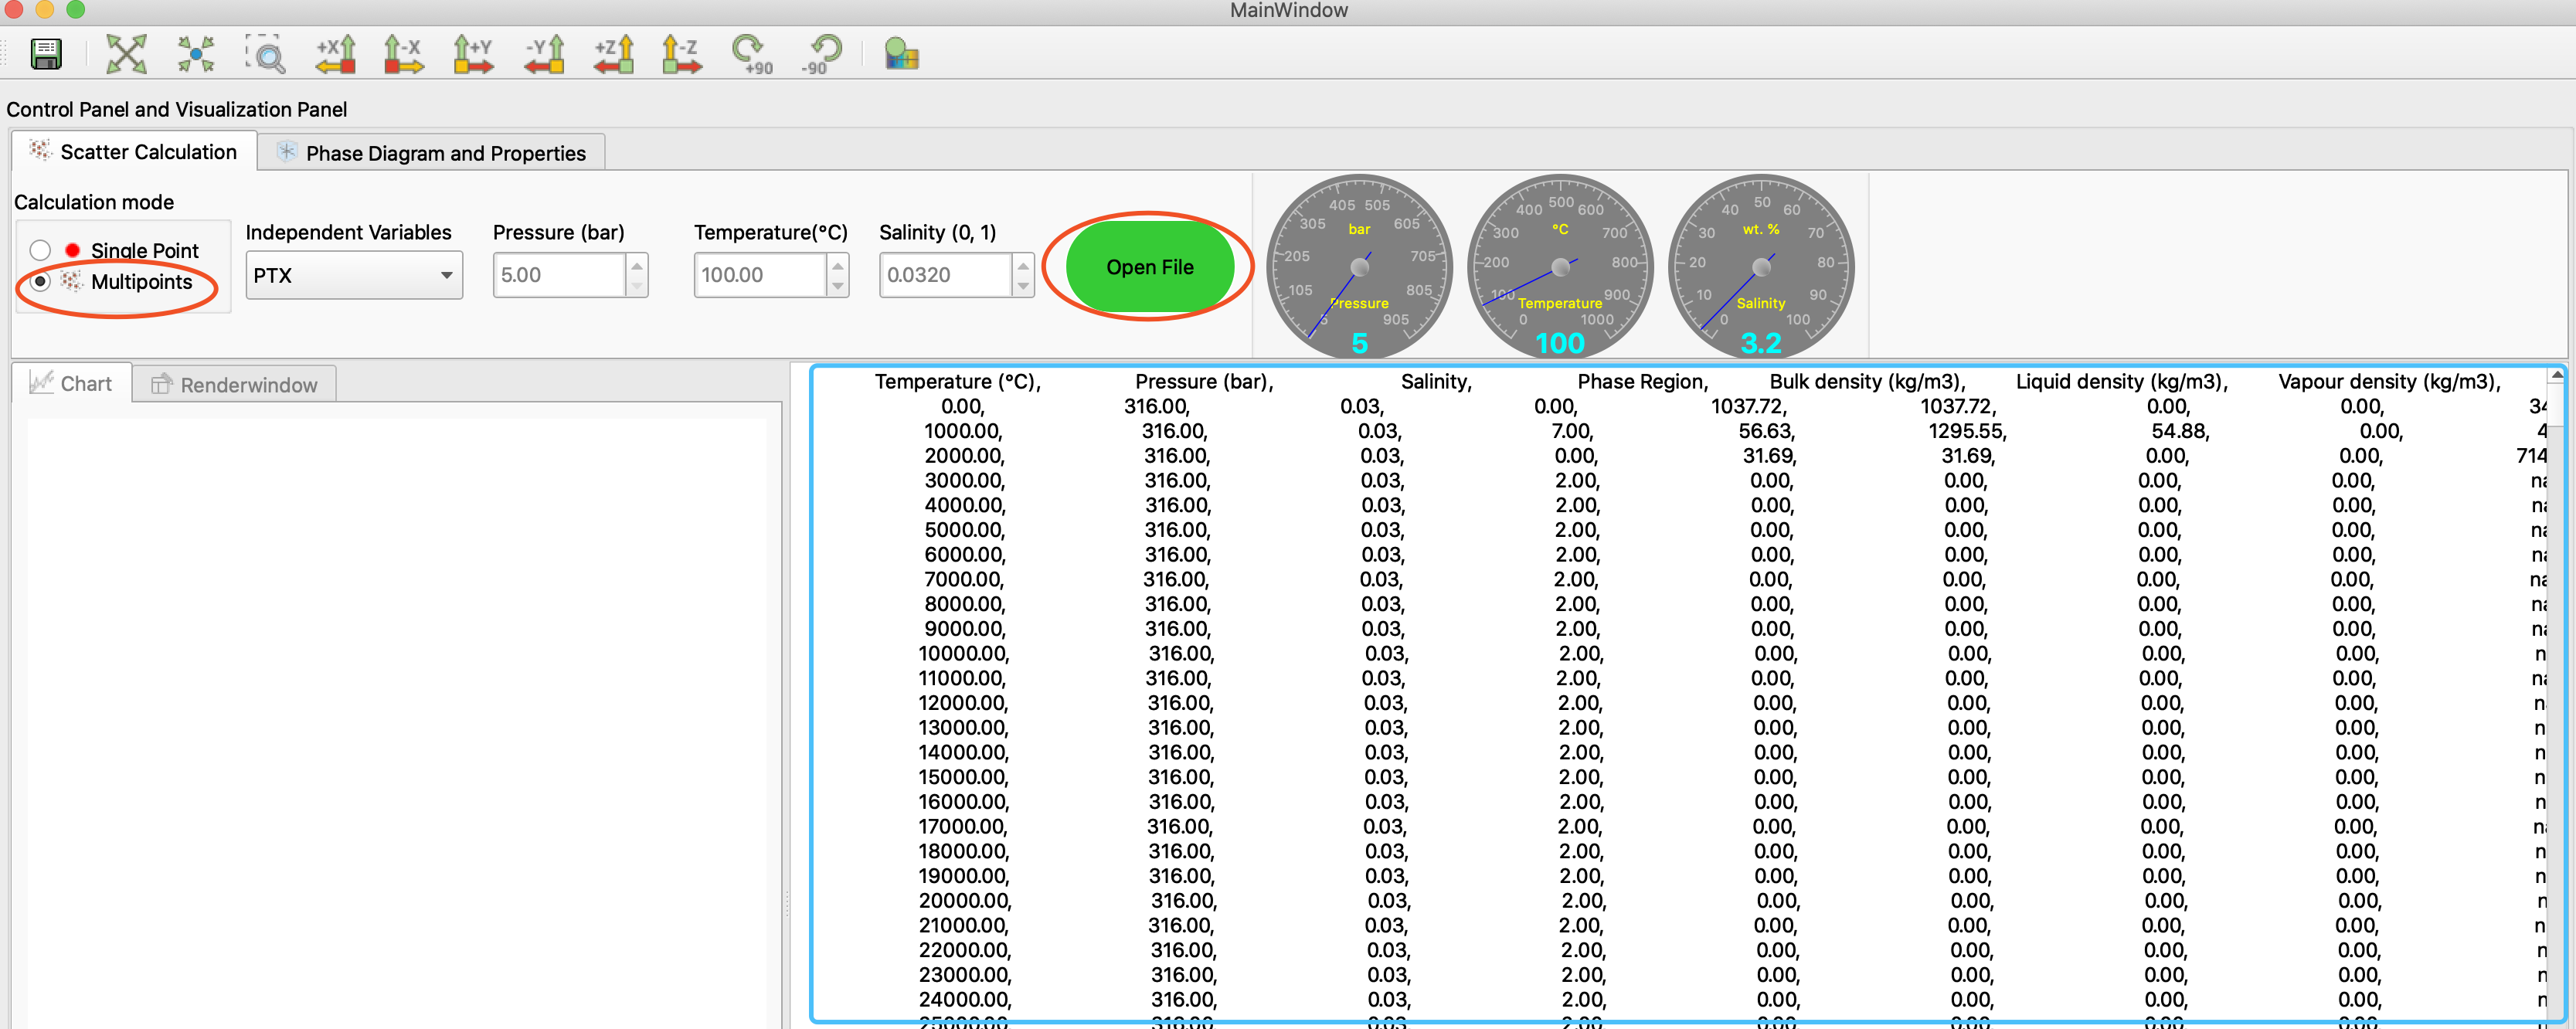 MainWindow
+X -X +Y -Y +Z -Z +90 -90
Control Panel and Visualization Panel
Scatter Calculation Phase Diagram and Properties
Calculation mode
Single Point
Multipoints
Independent Variables Pressure (bar) Temperature(°C) Salinity (0, 1)
PTX 5.00 100.00 0.0320
Open File
5 105 205 305 405 505 605 705 805 905
bar
Pressure
5
0 100 200 300 400 500 600 700 800 900 1000
°C
Temperature
100
0 10 20 30 40 50 60 70 80 90 100
wt. %
Salinity
3.2
Chart Renderwindow
Temperature (°C), Pressure (bar), Salinity, Phase Region, Bulk density (kg/m3), Liquid density (kg/m3), Vapour density (kg/m3),
0.00, 316.00, 0.03, 0.00, 1037.72, 1037.72, 0.00, 0.00, 34
1000.00, 316.00, 0.03, 7.00, 56.63, 1295.55, 54.88, 0.00, 4
2000.00, 316.00, 0.03, 0.00, 31.69, 31.69, 0.00, 0.00, 714
3000.00, 316.00, 0.03, 2.00, 0.00, 0.00, 0.00, 0.00, na
4000.00, 316.00, 0.03, 2.00, 0.00, 0.00, 0.00, 0.00, na
5000.00, 316.00, 0.03, 2.00, 0.00, 0.00, 0.00, 0.00, na
6000.00, 316.00, 0.03, 2.00, 0.00, 0.00, 0.00, 0.00, na
7000.00, 316.00, 0.03, 2.00, 0.00, 0.00, 0.00, 0.00, na
8000.00, 316.00, 0.03, 2.00, 0.00, 0.00, 0.00, 0.00, na
9000.00, 316.00, 0.03, 2.00, 0.00, 0.00, 0.00, 0.00, na
10000.00, 316.00, 0.03, 2.00, 0.00, 0.00, 0.00, 0.00, n
11000.00, 316.00, 0.03, 2.00, 0.00, 0.00, 0.00, 0.00, na
12000.00, 316.00, 0.03, 2.00, 0.00, 0.00, 0.00, 0.00, n
13000.00, 316.00, 0.03, 2.00, 0.00, 0.00, 0.00, 0.00, n
14000.00, 316.00, 0.03, 2.00, 0.00, 0.00, 0.00, 0.00, n
15000.00, 316.00, 0.03, 2.00, 0.00, 0.00, 0.00, 0.00, n
16000.00, 316.00, 0.03, 2.00, 0.00, 0.00, 0.00, 0.00, n
17000.00, 316.00, 0.03, 2.00, 0.00, 0.00, 0.00, 0.00, n
18000.00, 316.00, 0.03, 2.00, 0.00, 0.00, 0.00, 0.00, n
19000.00, 316.00, 0.03, 2.00, 0.00, 0.00, 0.00, 0.00, n
20000.00, 316.00, 0.03, 2.00, 0.00, 0.00, 0.00, 0.00, n
21000.00, 316.00, 0.03, 2.00, 0.00, 0.00, 0.00, 0.00, n
22000.00, 316.00, 0.03, 2.00, 0.00, 0.00, 0.00, 0.00, n
23000.00, 316.00, 0.03, 2.00, 0.00, 0.00, 0.00, 0.00, n
24000.00, 316.00, 0.03, 2.00, 0.00, 0.00, 0.00, 0.00, n